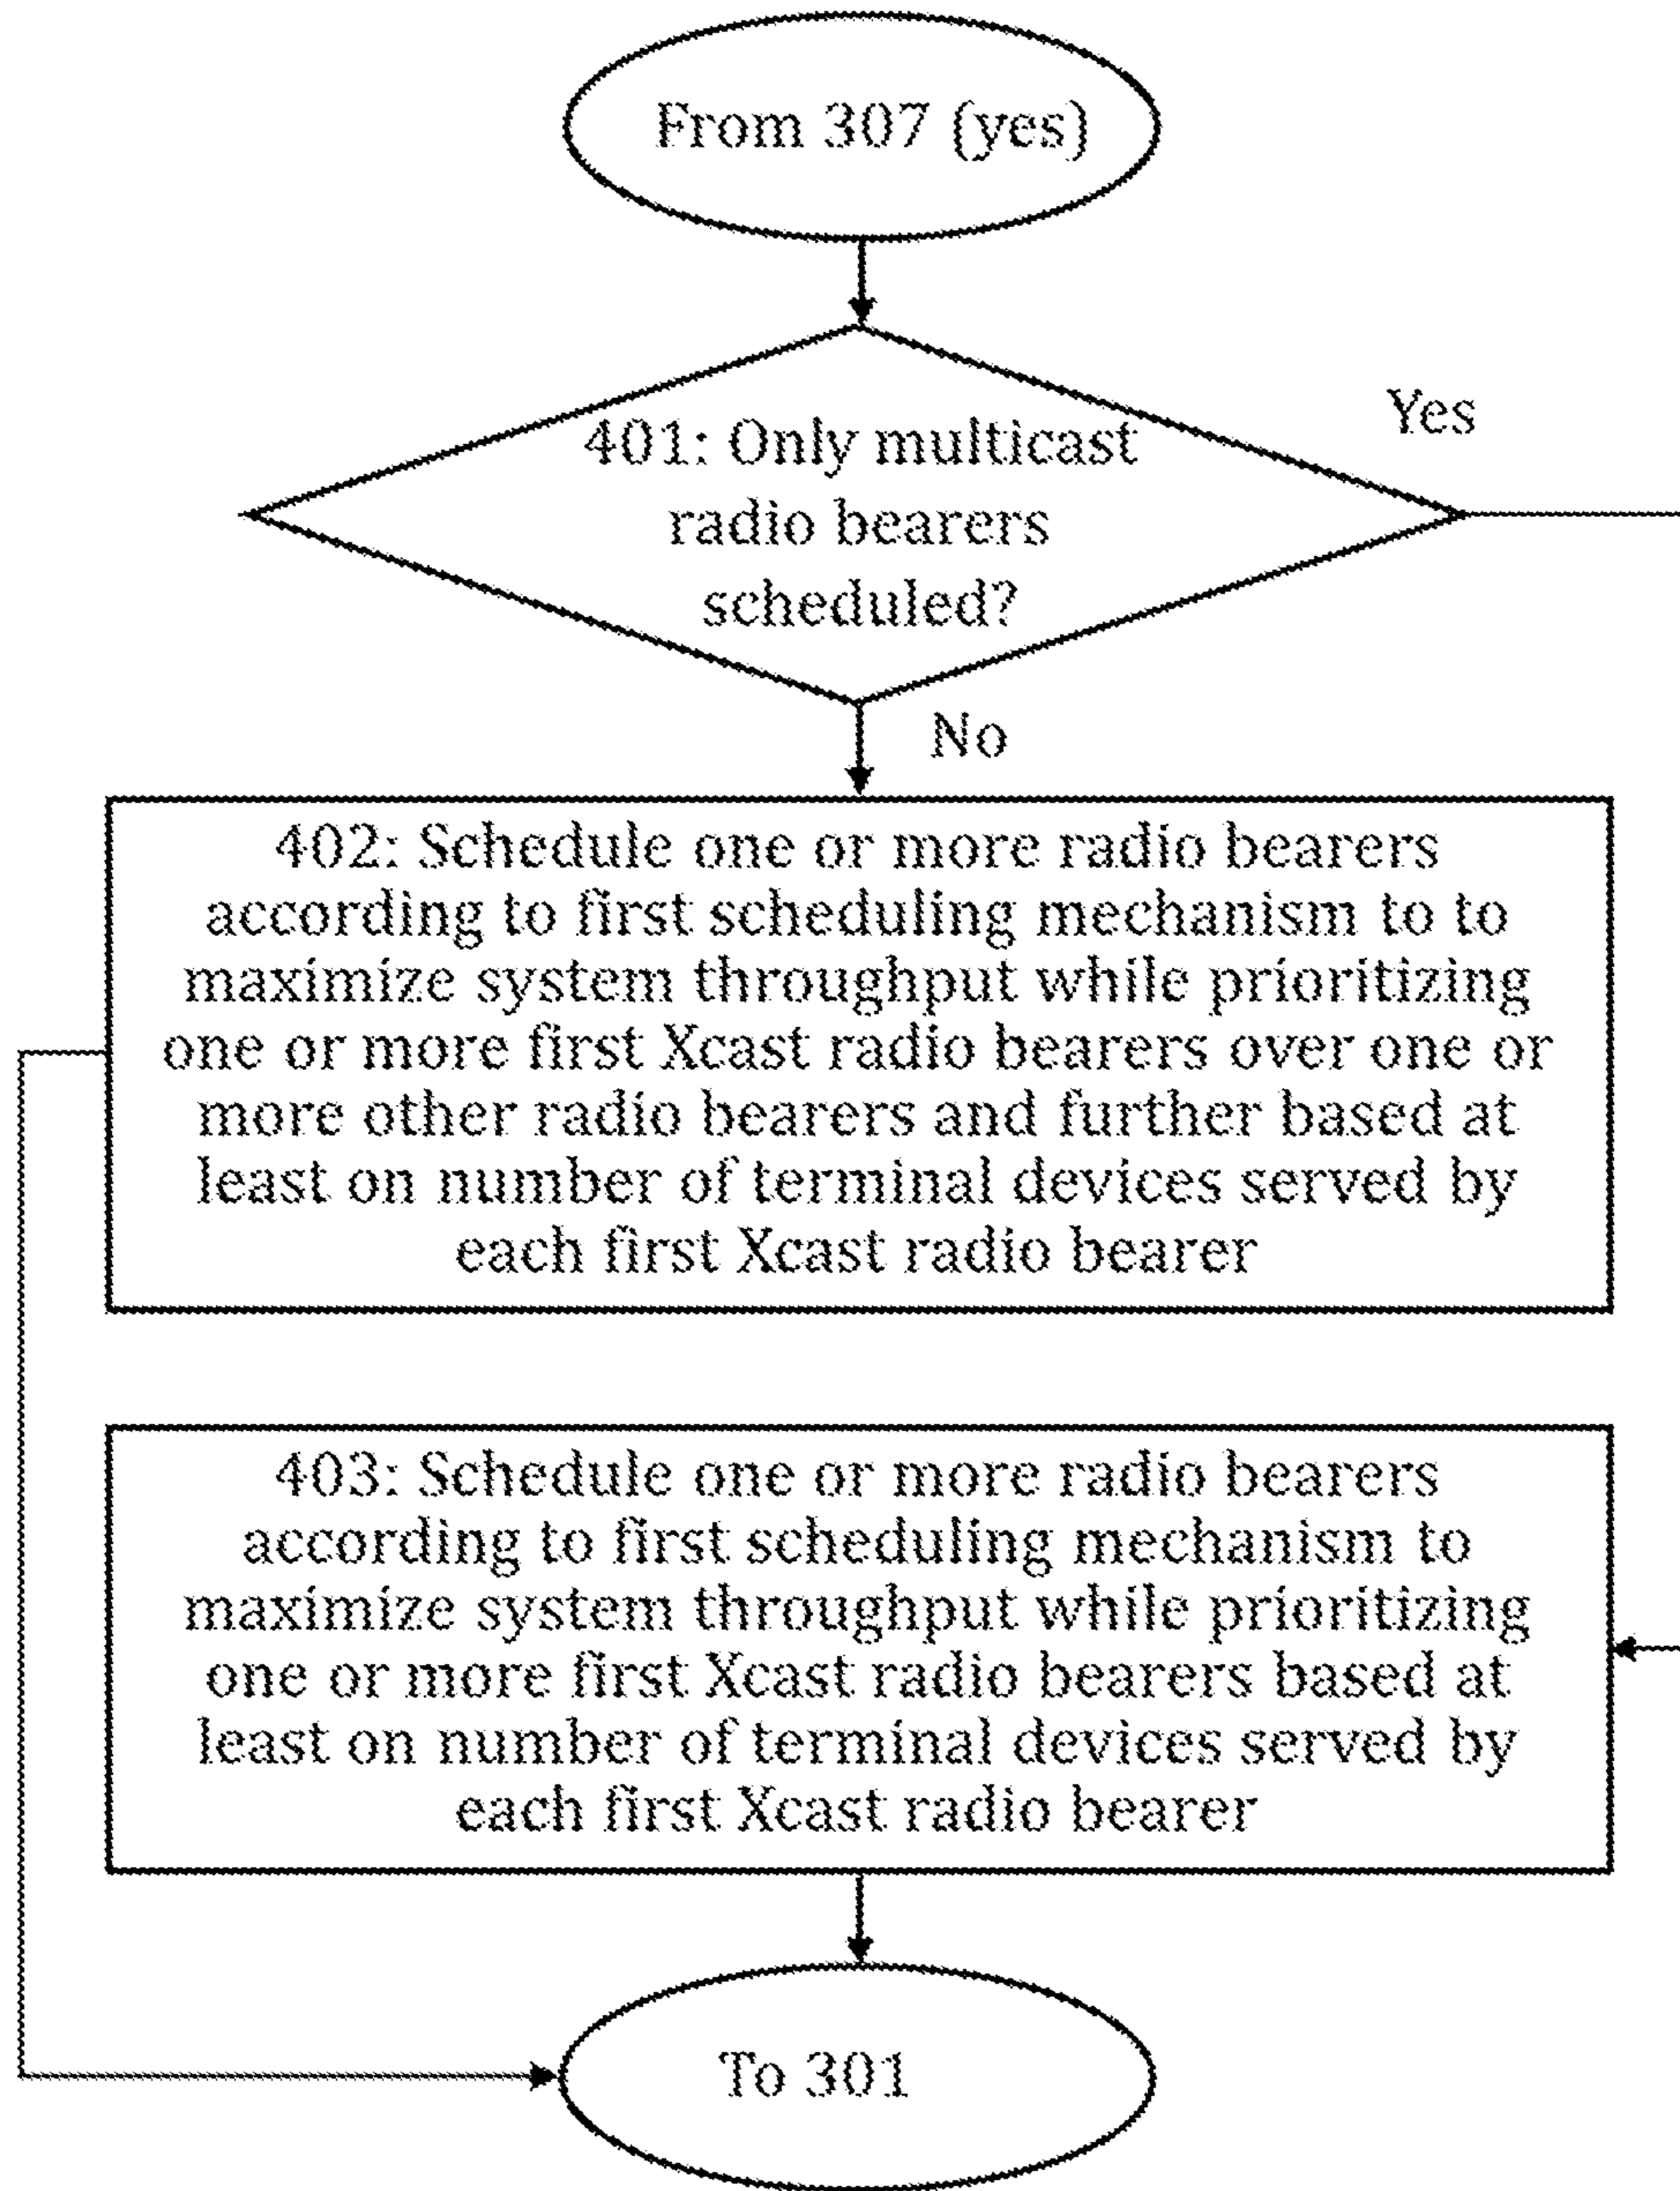 From 307 (yes)
401: Only multicast
radio bearers
scheduled?
Yes
No
402: Schedule one or more radio bearers
according to first scheduling mechanism to to
maximize system throughput while prioritizing
one or more first Xcast radio bearers over one or
more other radio bearers and further based at
least on number of terminal devices served by
each first Xcast radio bearer
403: Schedule one or more radio bearers
according to first scheduling mechanism to
maximize system throughput while prioritizing
one or more first Xcast radio bearers based at
least on number of terminal devices served by
each first Xcast radio bearer
To 301